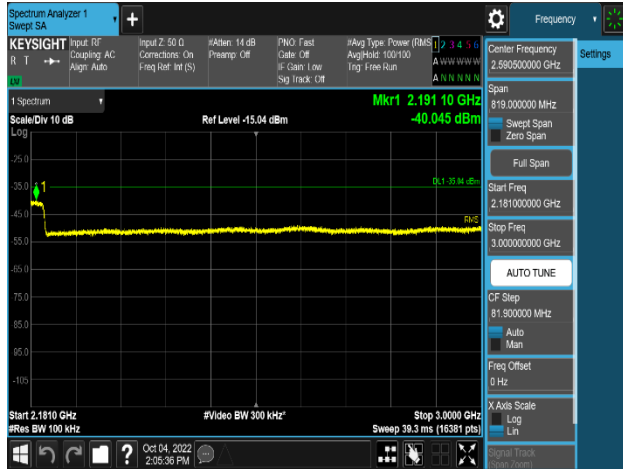 Spectrum Analyzer 1
Swept SA
Frequency
KEYSIGHT
R T
LXI
Input: RF
Coupling: AC
Align: Auto
Input Z: 50 Ω
Corrections: On
Freq Ref: Int (S)
#Atten: 14 dB
Preamp: Off
PNO: Fast
Gate: Off
IF Gain: Low
Sig Track: Off
#Avg Type: Power (RMS
Avg|Hold: 100/100
Trig: Free Run
1 2 3 4 5 6
A W W W W W
A N N N N N
Center Frequency
2.590500000 GHz
Settings
Span
819.000000 MHz
Swept Span
Zero Span
Full Span
Start Freq
2.181000000 GHz
Stop Freq
3.000000000 GHz
AUTO TUNE
CF Step
81.900000 MHz
Auto
Man
Freq Offset
0 Hz
X Axis Scale
Log
Lin
Signal Track
(Span Zoom)
1 Spectrum
Scale/Div 10 dB
Ref Level -15.04 dBm
Mkr1 2.191 10 GHz
-40.045 dBm
Log
-25.0
-35.0
1
DL1 -35.04 dBm
-45.0
RMS
-55.0
-65.0
-75.0
-85.0
-95.0
-105
Start 2.1810 GHz
#Video BW 300 kHz*
Stop 3.0000 GHz
#Res BW 100 kHz
Sweep 39.3 ms (16381 pts)
?
Oct 04, 2022
2:05:36 PM